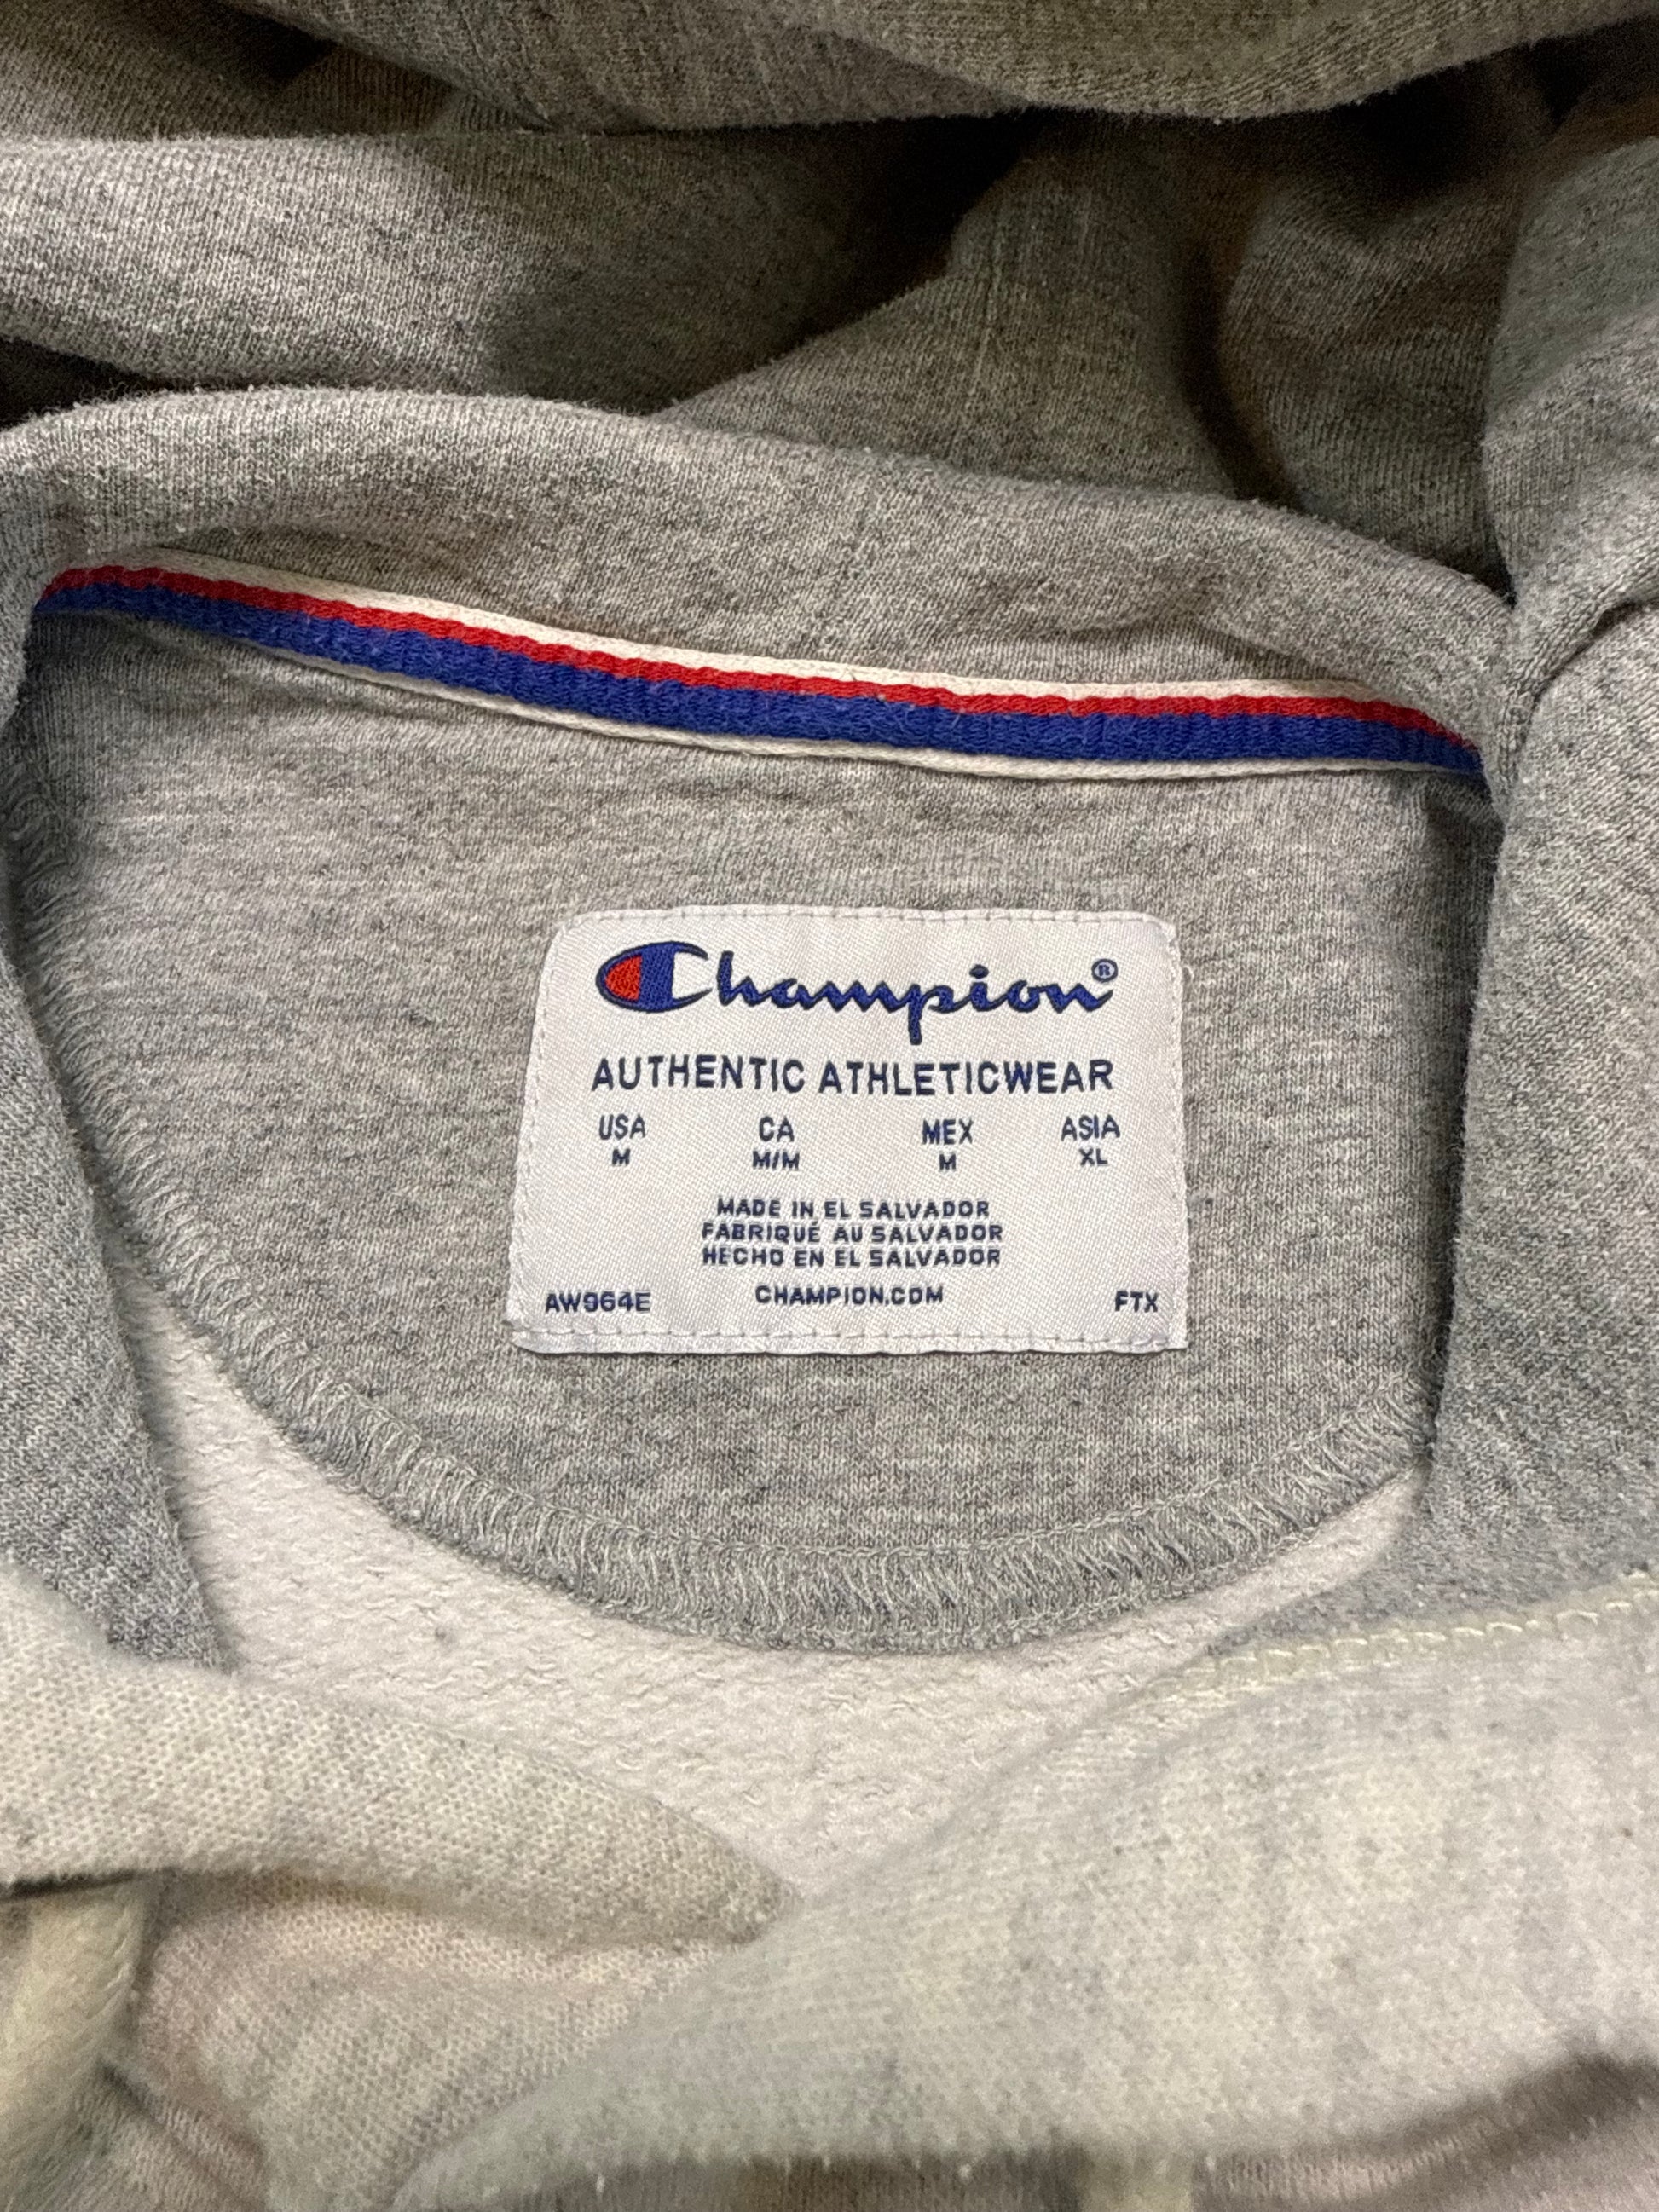 Champion®
AUTHENTIC ATHLETICWEAR
USA CA MEX ASIA
M M/M M XL
MADE IN EL SALVADOR
FABRIQUÉ AU SALVADOR
HECHO EN EL SALVADOR
AW964E CHAMPION.COM FTX